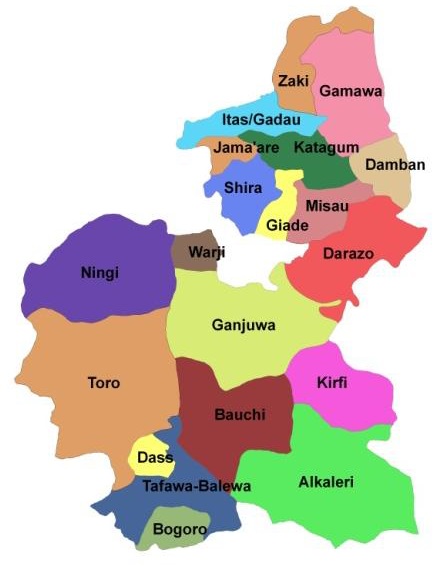 Zaki
Gamawa
Itas/Gadau
Jama'are
Katagum
Damban
Shira
Misau
Giade
Warji
Darazo
Ningi
Ganjuwa
Toro
Kirfi
Bauchi
Dass
Alkaleri
Tafawa-Balewa
Bogoro